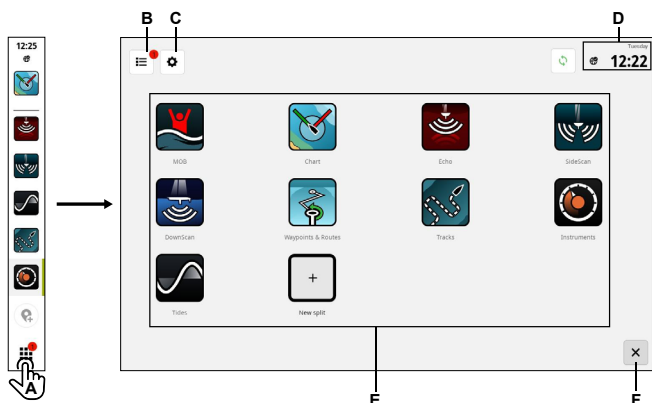 B
C
D
12:25
Tuesday
12:22
MOB
Chart
Echo
SideScan
DownScan
Waypoints & Routes
Tracks
Instruments
Tides
New split
A
E
F